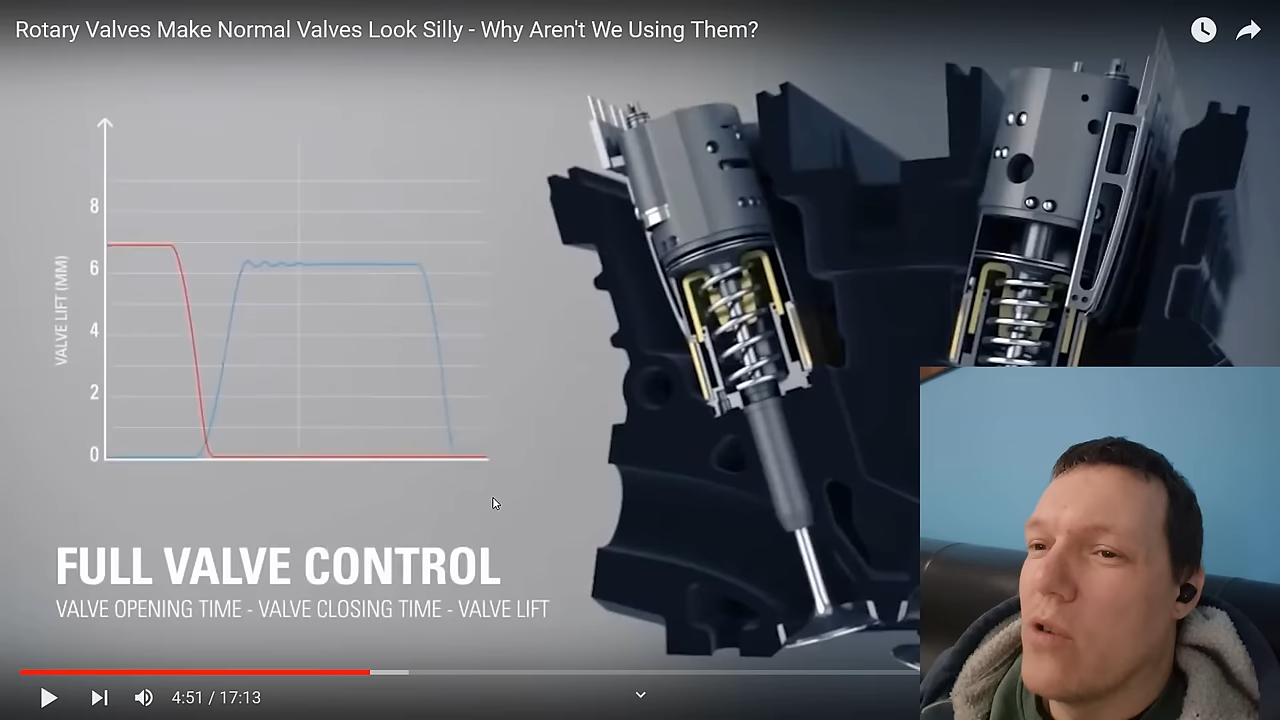 Rotary Valves Make Normal Valves Look Silly - Why Aren't We Using Them?
8
6
4
2
0
VALVE LIFT (MM)
FULL VALVE CONTROL
VALVE OPENING TIME - VALVE CLOSING TIME - VALVE LIFT
4:51 / 17:13